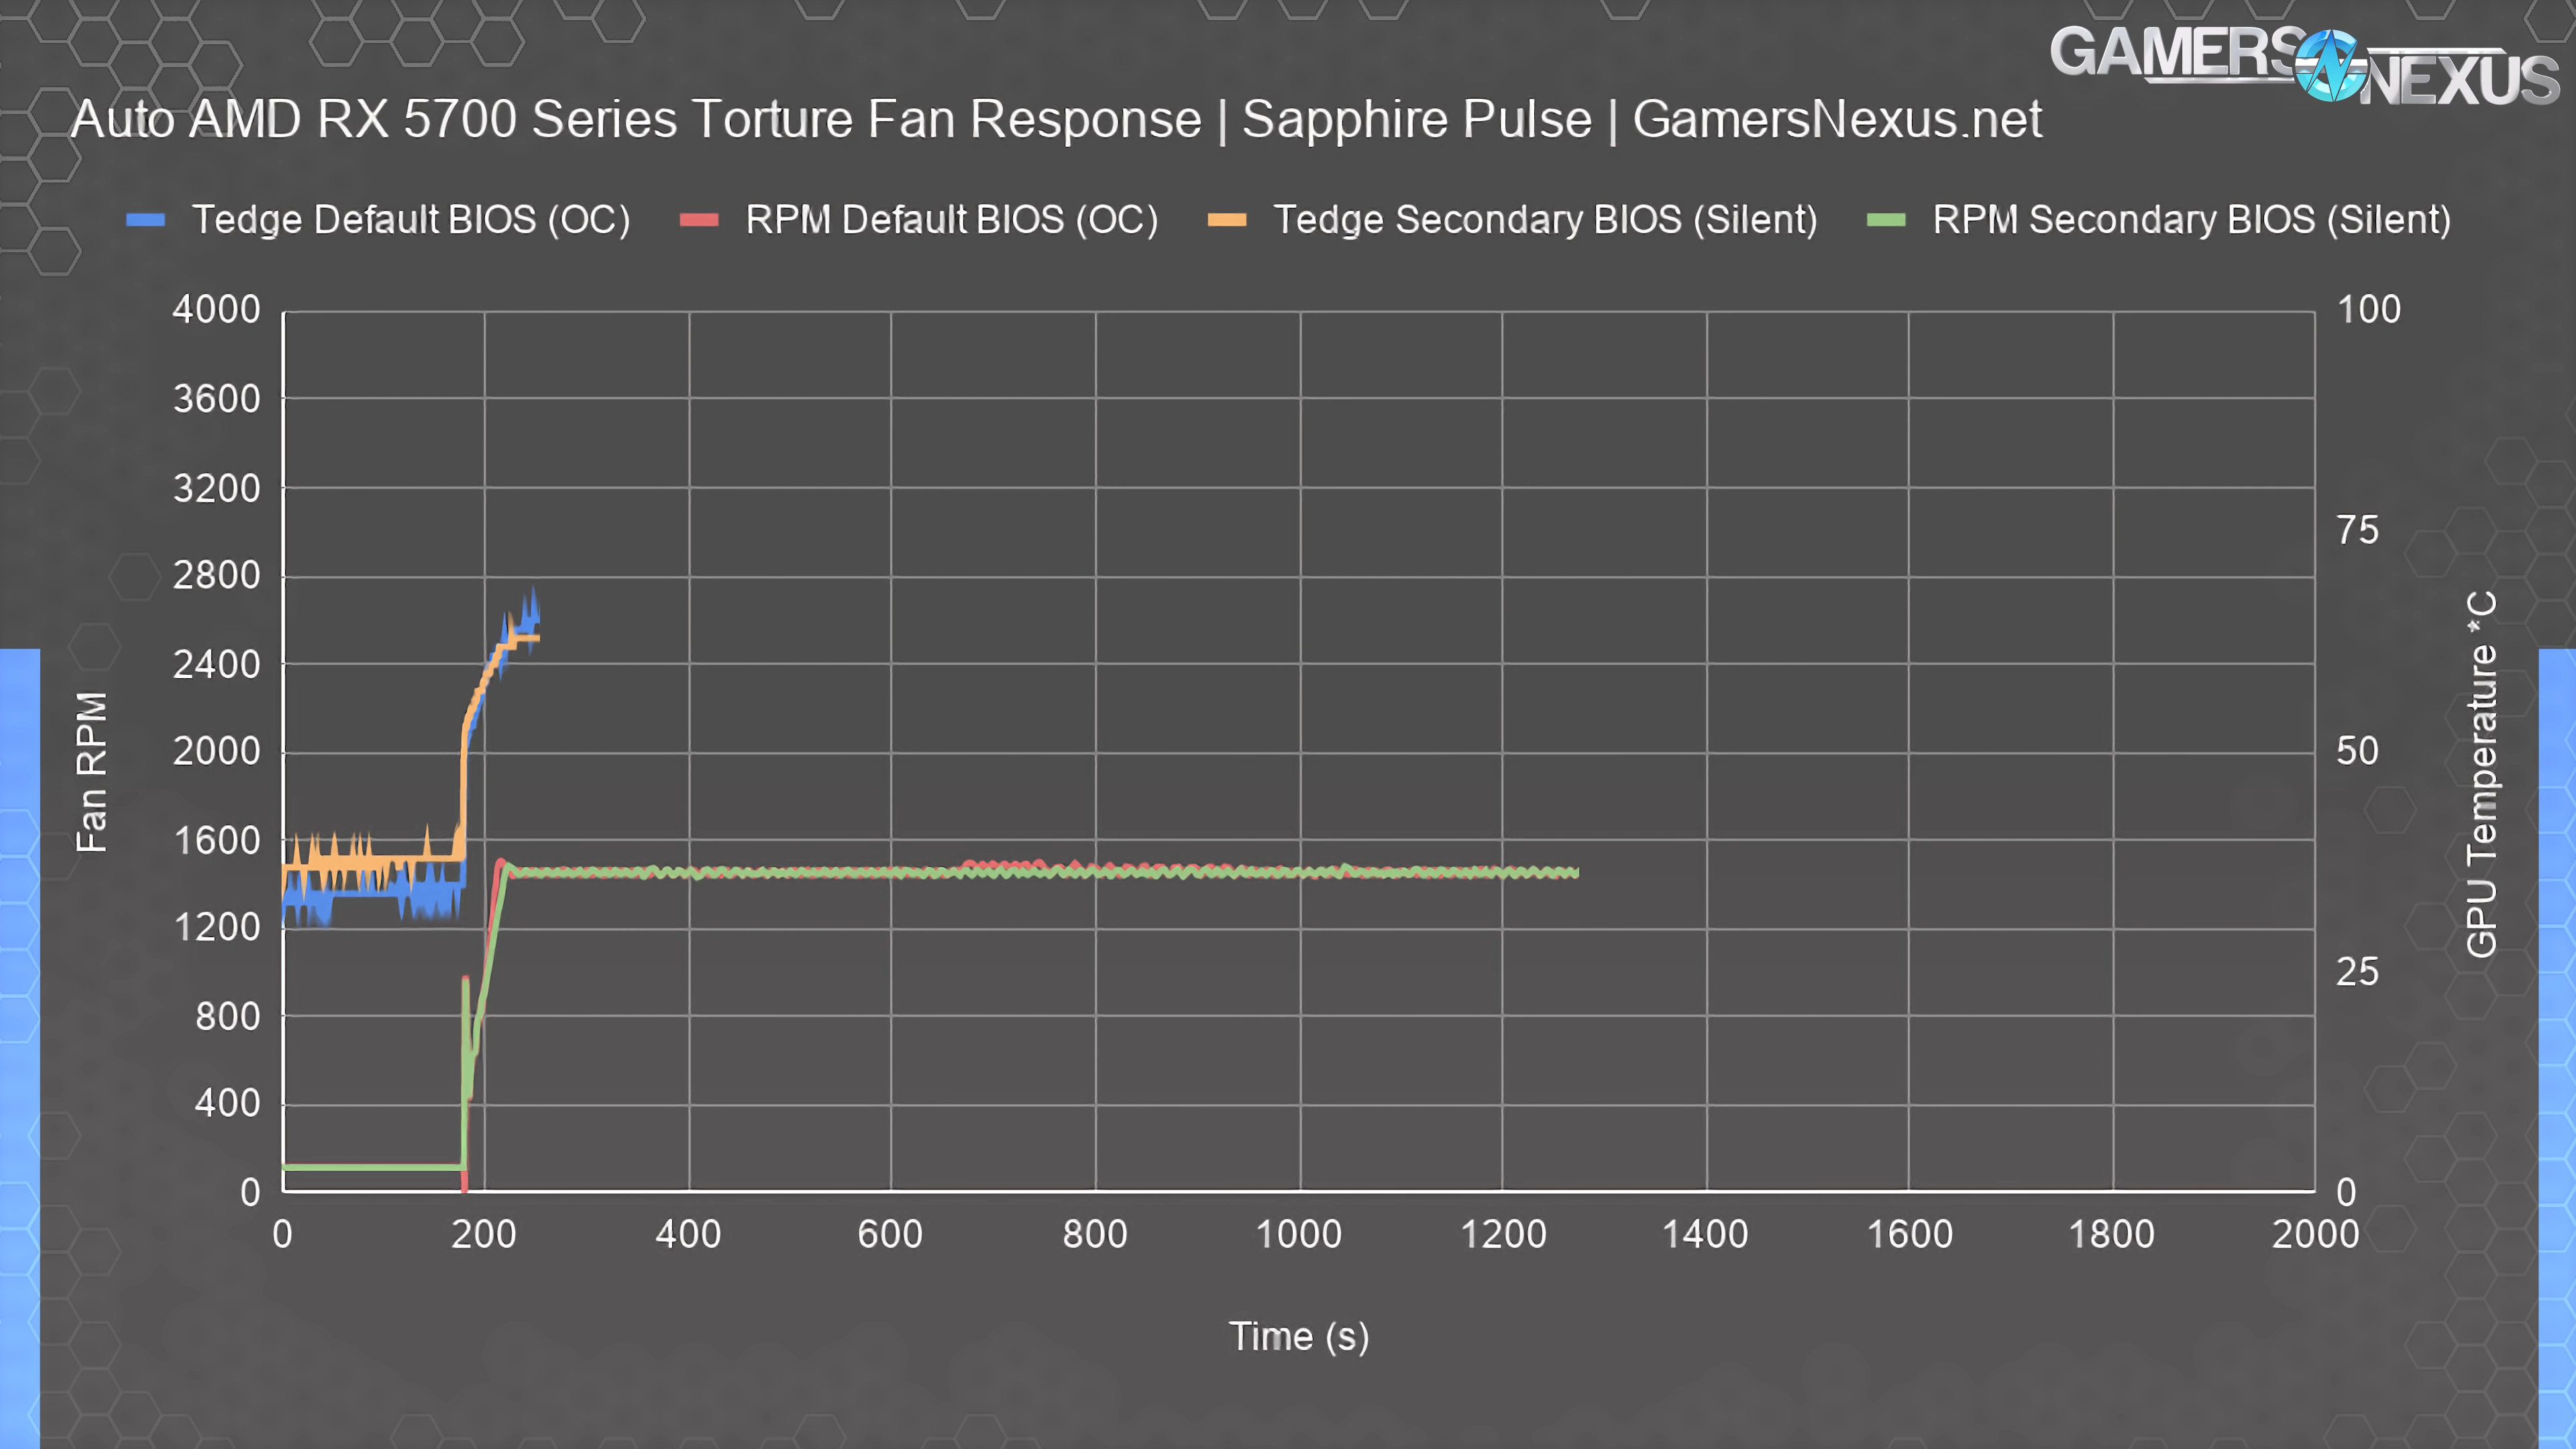 GAMERS NEXUS
Auto AMD RX 5700 Series Torture Fan Response | Sapphire Pulse | GamersNexus.net
Tedge Default BIOS (OC) RPM Default BIOS (OC) Tedge Secondary BIOS (Silent) RPM Secondary BIOS (Silent)
4000 100
3600
3200
75
2800
2400
2000 50
1600
1200
25
800
400
0 0
Fan RPM
GPU Temperature *C
0 200 400 600 800 1000 1200 1400 1600 1800 2000
Time (s)